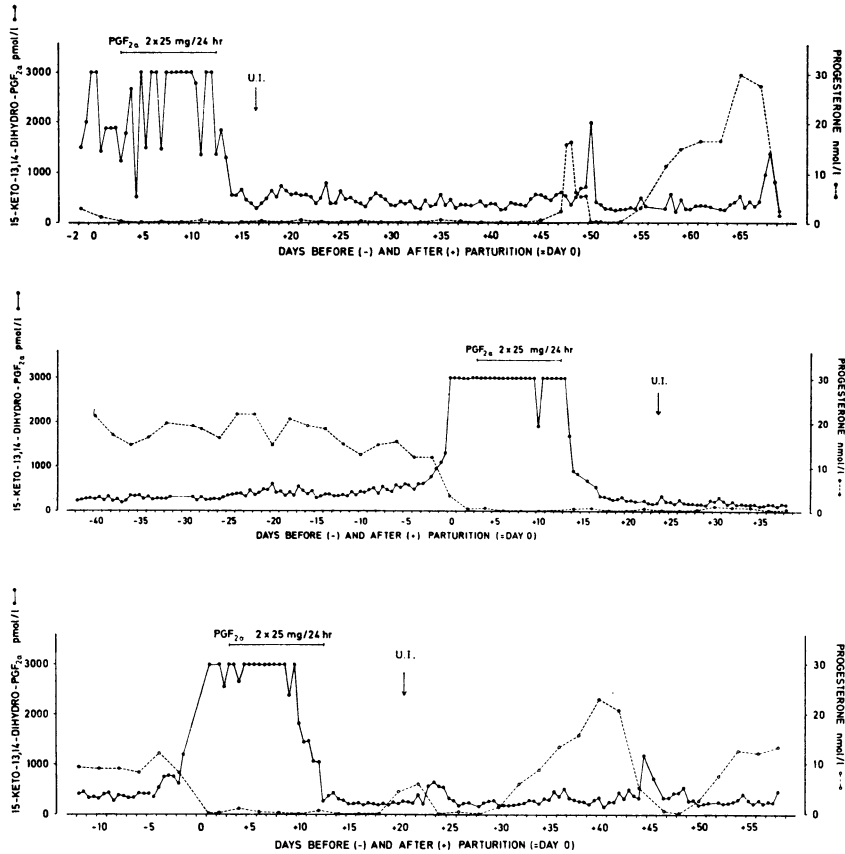 15-KETO-13,14-DIHYDRO-PGF2α pmol/l
PGF2α 2x25 mg/24 hr
U.I.
PROGESTERONE nmol/l
3000
2000
1000
0
30
20
10
0
-2 0 +5 +10 +15 +20 +25 +30 +35 +40 +45 +50 +55 +60 +65
DAYS BEFORE (-) AND AFTER (+) PARTURITION (=DAY 0)
15-KETO-13,14-DIHYDRO-PGF2α pmol/l
PGF2α 2x25 mg/24 hr
U.I.
PROGESTERONE nmol/l
3000
2000
1000
0
30
20
10
0
-40 -35 -30 -25 -20 -15 -10 -5 0 +5 +10 +15 +20 +25 +30 +35
DAYS BEFORE (-) AND AFTER (+) PARTURITION (=DAY 0)
15-KETO-13,14-DIHYDRO-PGF2α pmol/l
PGF2α 2x25 mg/24 hr
U.I.
PROGESTERONE nmol/l
3000
2000
1000
0
30
20
10
0
-10 -5 0 +5 +10 +15 +20 +25 +30 +35 +40 +45 +50 +55
DAYS BEFORE (-) AND AFTER (+) PARTURITION (=DAY 0)